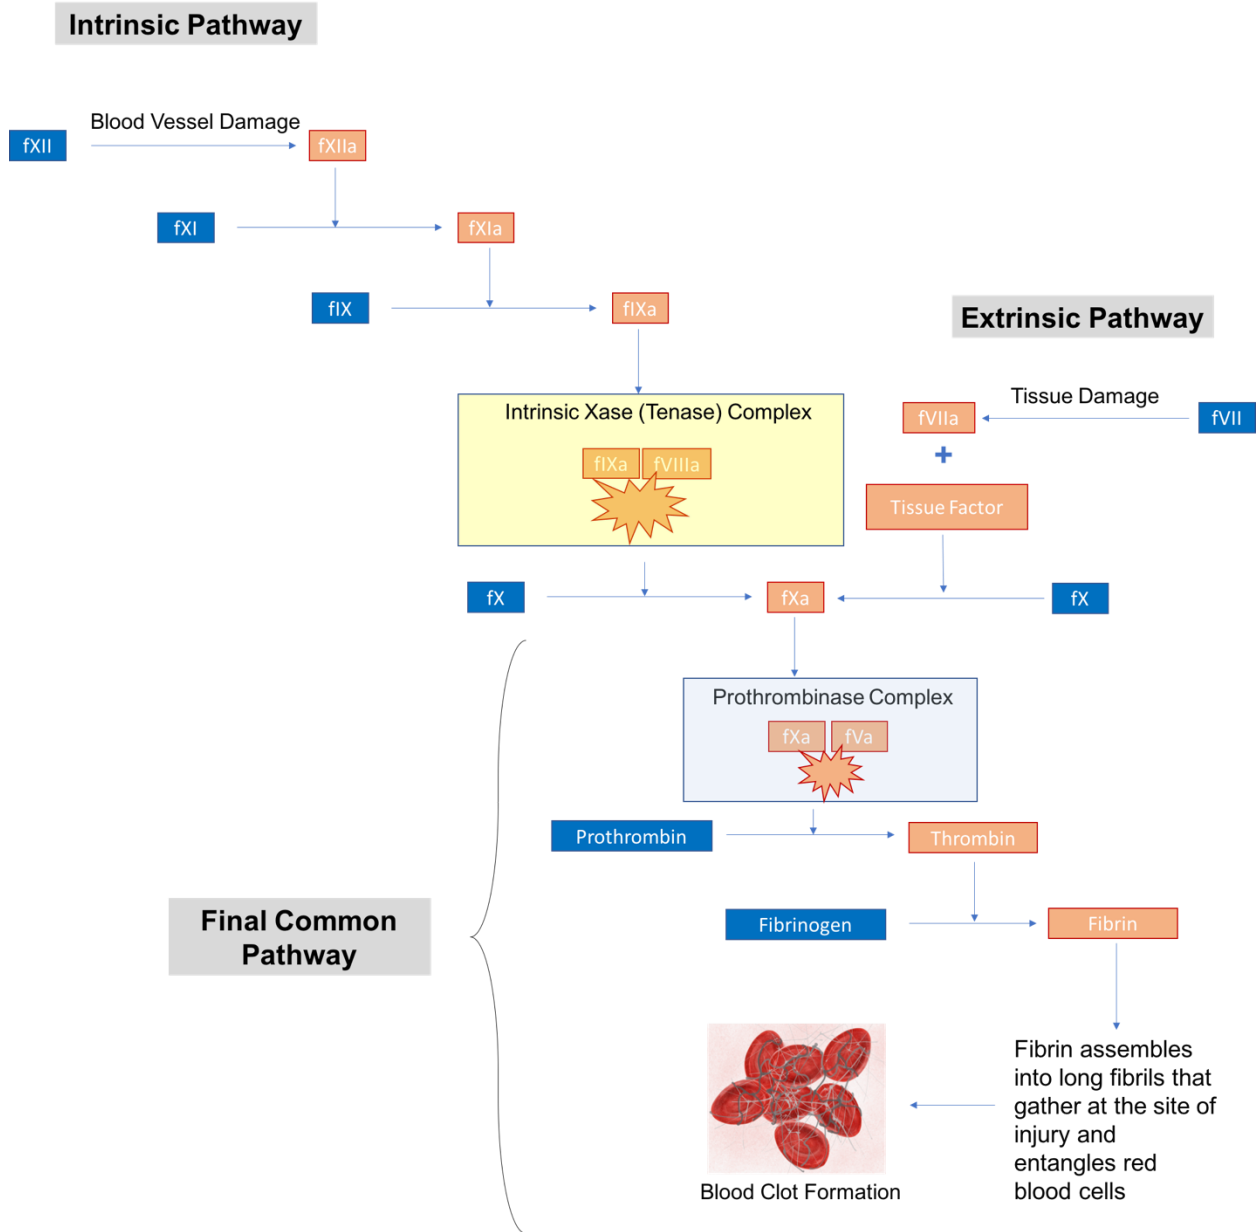 Intrinsic Pathway
Blood Vessel Damage
fXII
fXIIa
fXI
fXIa
fIX
fIXa
Extrinsic Pathway
Intrinsic Xase (Tenase) Complex
fIXa
fVIIIa
Tissue Damage
fVIIa
fVII
+
Tissue Factor
fX
fXa
fX
Prothrombinase Complex
fXa
fVa
Prothrombin
Thrombin
Final Common
Pathway
Fibrinogen
Fibrin
Fibrin assembles
into long fibrils that
gather at the site of
injury and
entangles red
blood cells
Blood Clot Formation